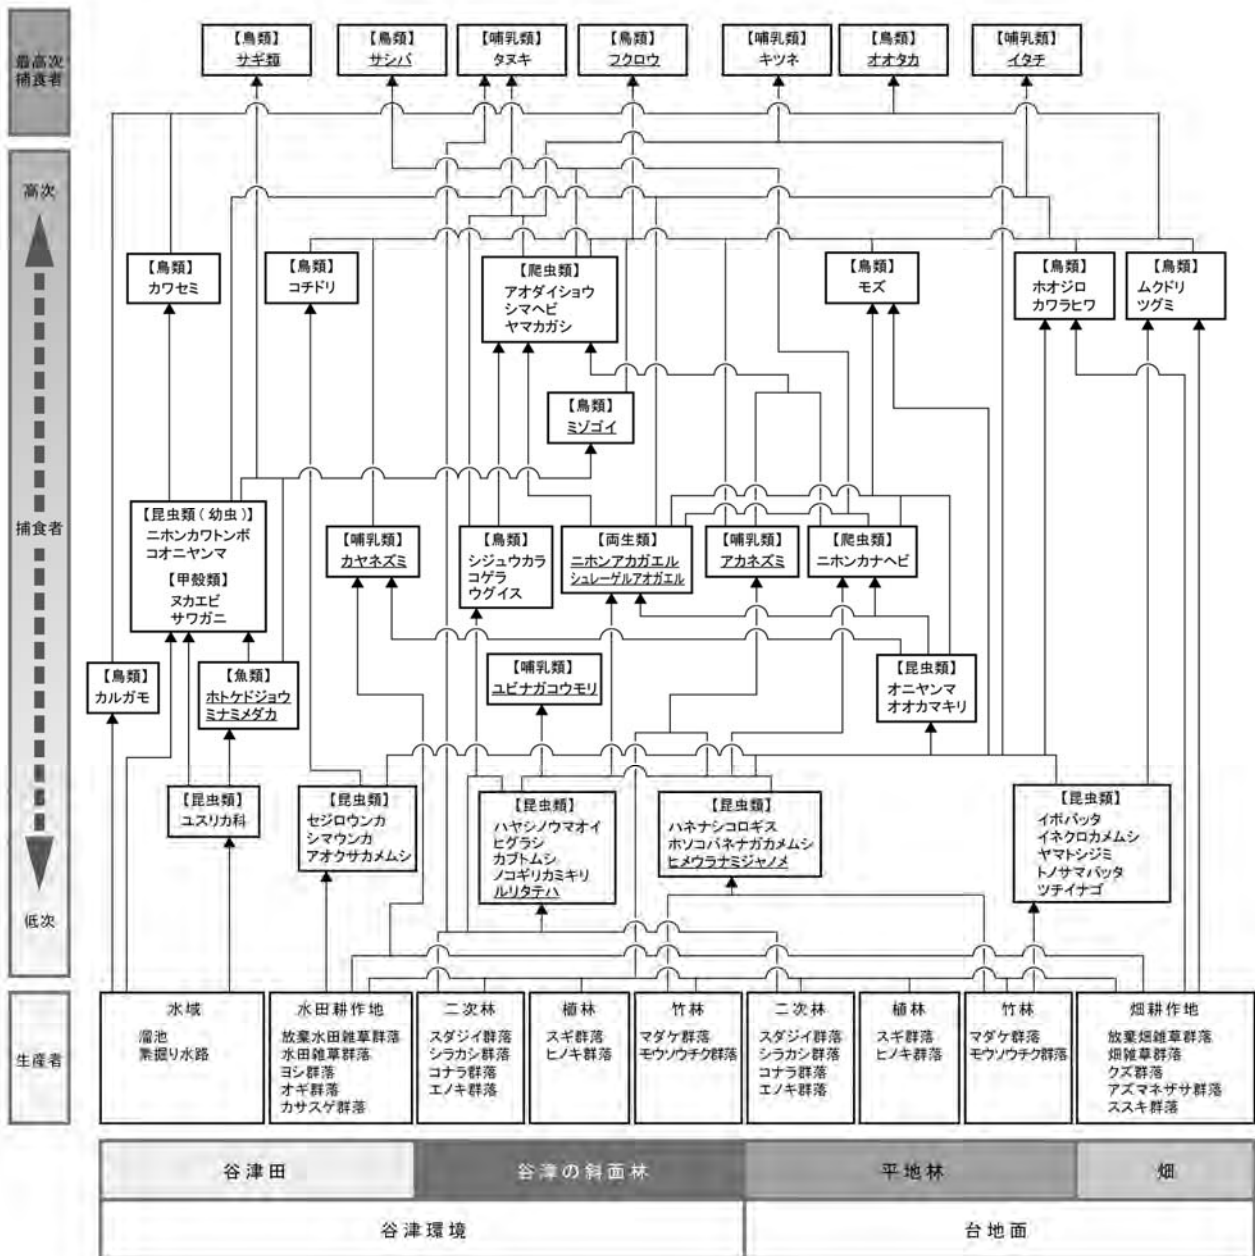 最高次
捕食者
【鳥類】
サギ類
【鳥類】
サシバ
【哺乳類】
タヌキ
【鳥類】
フクロウ
【哺乳類】
キツネ
【鳥類】
オオタカ
【哺乳類】
イタチ
高次
捕食者
低次
【鳥類】
カワセミ
【鳥類】
コチドリ
【爬虫類】
アオダイショウ
シマヘビ
ヤマカガシ
【鳥類】
モズ
【鳥類】
ホオジロ
カワラヒワ
【鳥類】
ムクドリ
ツグミ
【鳥類】
ミゾゴイ
【昆虫類(幼虫)】
ニホンカワトンボ
コオニヤンマ
【甲殻類】
ヌカエビ
サワガニ
【哺乳類】
カヤネズミ
【鳥類】
シジュウカラ
コゲラ
ウグイス
【両生類】
ニホンアカガエル
シュレーゲルアオガエル
【哺乳類】
アカネズミ
【爬虫類】
ニホンカナヘビ
【鳥類】
カルガモ
【魚類】
ホトケドジョウ
ミナミメダカ
【哺乳類】
ユビナガコウモリ
【昆虫類】
オニヤンマ
オオカマキリ
【昆虫類】
ユスリカ科
【昆虫類】
セジロウンカ
シマウンカ
アオクサカメムシ
【昆虫類】
ハヤシノウマオイ
ヒグラシ
カブトムシ
ノコギリカミキリ
ルリタテハ
【昆虫類】
ハネナシコロギス
ホソコバネナガカメムシ
ヒメウラナミジャノメ
【昆虫類】
イボバッタ
イネクロカメムシ
ヤマトシジミ
トノサマバッタ
ツチイナゴ
生産者
水域
溜池
素掘り水路
水田耕作地
放棄水田雑草群落
水田雑草群落
ヨシ群落
オギ群落
カサスゲ群落
二次林
スダジイ群落
シラカシ群落
コナラ群落
エノキ群落
植林
スギ群落
ヒノキ群落
竹林
マダケ群落
モウソウチク群落
二次林
スダジイ群落
シラカシ群落
コナラ群落
エノキ群落
植林
スギ群落
ヒノキ群落
竹林
マダケ群落
モウソウチク群落
畑耕作地
放棄畑雑草群落
畑雑草群落
クズ群落
アズマネザサ群落
ススキ群落
谷津田
谷津の斜面林
平地林
畑
谷津環境
台地面